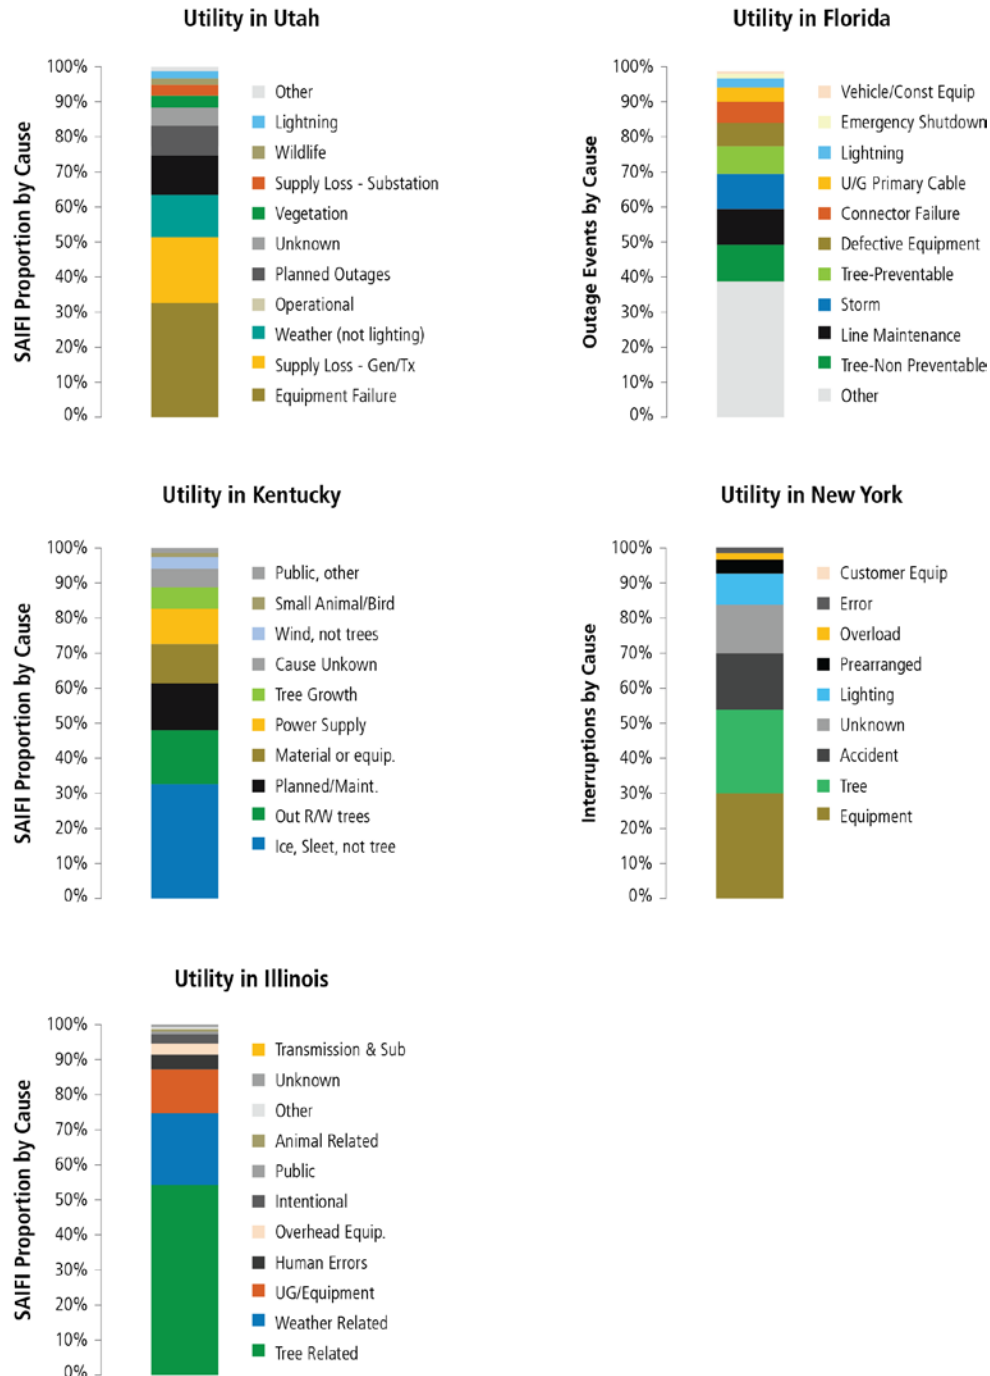 Utility in Utah
SAIFI Proportion by Cause
100%
90%
80%
70%
60%
50%
40%
30%
20%
10%
0%
Other
Lightning
Wildlife
Supply Loss - Substation
Vegetation
Unknown
Planned Outages
Operational
Weather (not lighting)
Supply Loss - Gen/Tx
Equipment Failure
Utility in Florida
Outage Events by Cause
100%
90%
80%
70%
60%
50%
40%
30%
20%
10%
0%
Vehicle/Const Equip
Emergency Shutdown
Lightning
U/G Primary Cable
Connector Failure
Defective Equipment
Tree-Preventable
Storm
Line Maintenance
Tree-Non Preventable
Other
Utility in Kentucky
SAIFI Proportion by Cause
100%
90%
80%
70%
60%
50%
40%
30%
20%
10%
0%
Public, other
Small Animal/Bird
Wind, not trees
Cause Unkown
Tree Growth
Power Supply
Material or equip.
Planned/Maint.
Out R/W trees
Ice, Sleet, not tree
Utility in New York
Interruptions by Cause
100%
90%
80%
70%
60%
50%
40%
30%
20%
10%
0%
Customer Equip
Error
Overload
Prearranged
Lighting
Unknown
Accident
Tree
Equipment
Utility in Illinois
SAIFI Proportion by Cause
100%
90%
80%
70%
60%
50%
40%
30%
20%
10%
0%
Transmission & Sub
Unknown
Other
Animal Related
Public
Intentional
Overhead Equip.
Human Errors
UG/Equipment
Weather Related
Tree Related